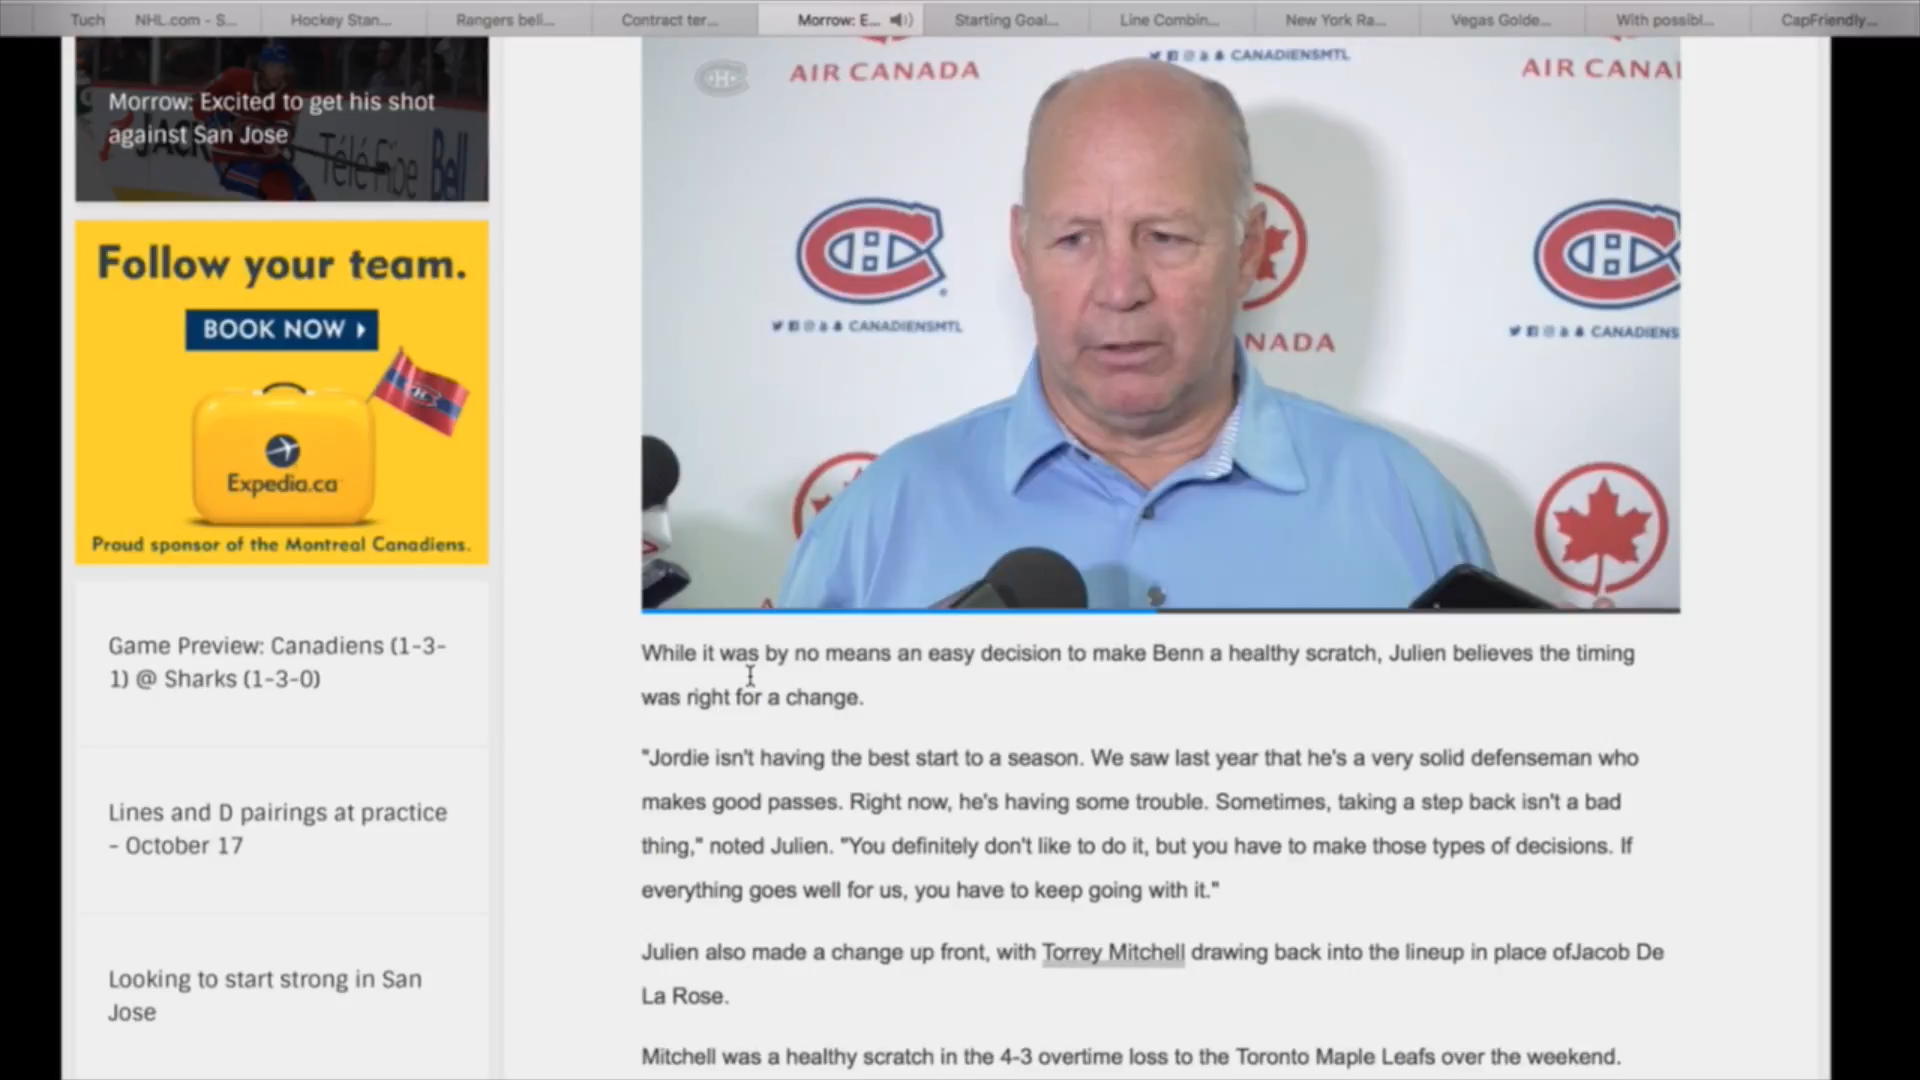 Tuch
NHL.com - S...
Hockey Stan...
Rangers beli...
Contract ter...
Morrow: E...
Starting Goal...
Line Combin...
New York Ra...
Vegas Golde...
With possibl...
CapFriendly...
Morrow: Excited to get his shot
against San Jose
JACK
Télé Fibe
Bell
Follow your team.
BOOK NOW
Expedia.ca
Proud sponsor of the Montreal Canadiens.
Game Preview: Canadiens (1-3-
1) @ Sharks (1-3-0)
Lines and D pairings at practice
- October 17
Looking to start strong in San
Jose
AIR CANADA
CANADIENSMTL
AIR CANA
CANADIENSMTL
NADA
CANADIENS
While it was by no means an easy decision to make Benn a healthy scratch, Julien believes the timing
was right for a change.
"Jordie isn't having the best start to a season. We saw last year that he's a very solid defenseman who
makes good passes. Right now, he's having some trouble. Sometimes, taking a step back isn't a bad
thing," noted Julien. "You definitely don't like to do it, but you have to make those types of decisions. If
everything goes well for us, you have to keep going with it."
Julien also made a change up front, with Torrey Mitchell drawing back into the lineup in place ofJacob De
La Rose.
Mitchell was a healthy scratch in the 4-3 overtime loss to the Toronto Maple Leafs over the weekend.